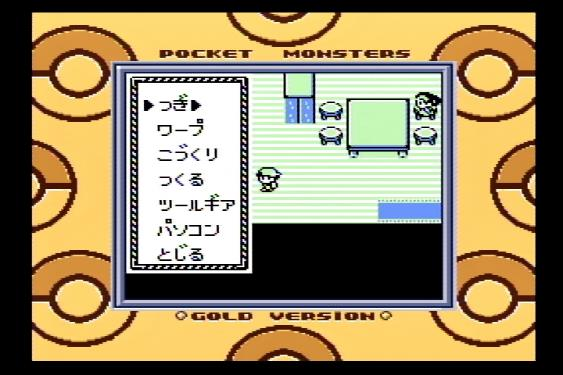 POCKET MONSTERS
▶つぎ▶
ワープ
こづくり
つくる
ツールギア
パソコン
とじる
GOLD VERSION